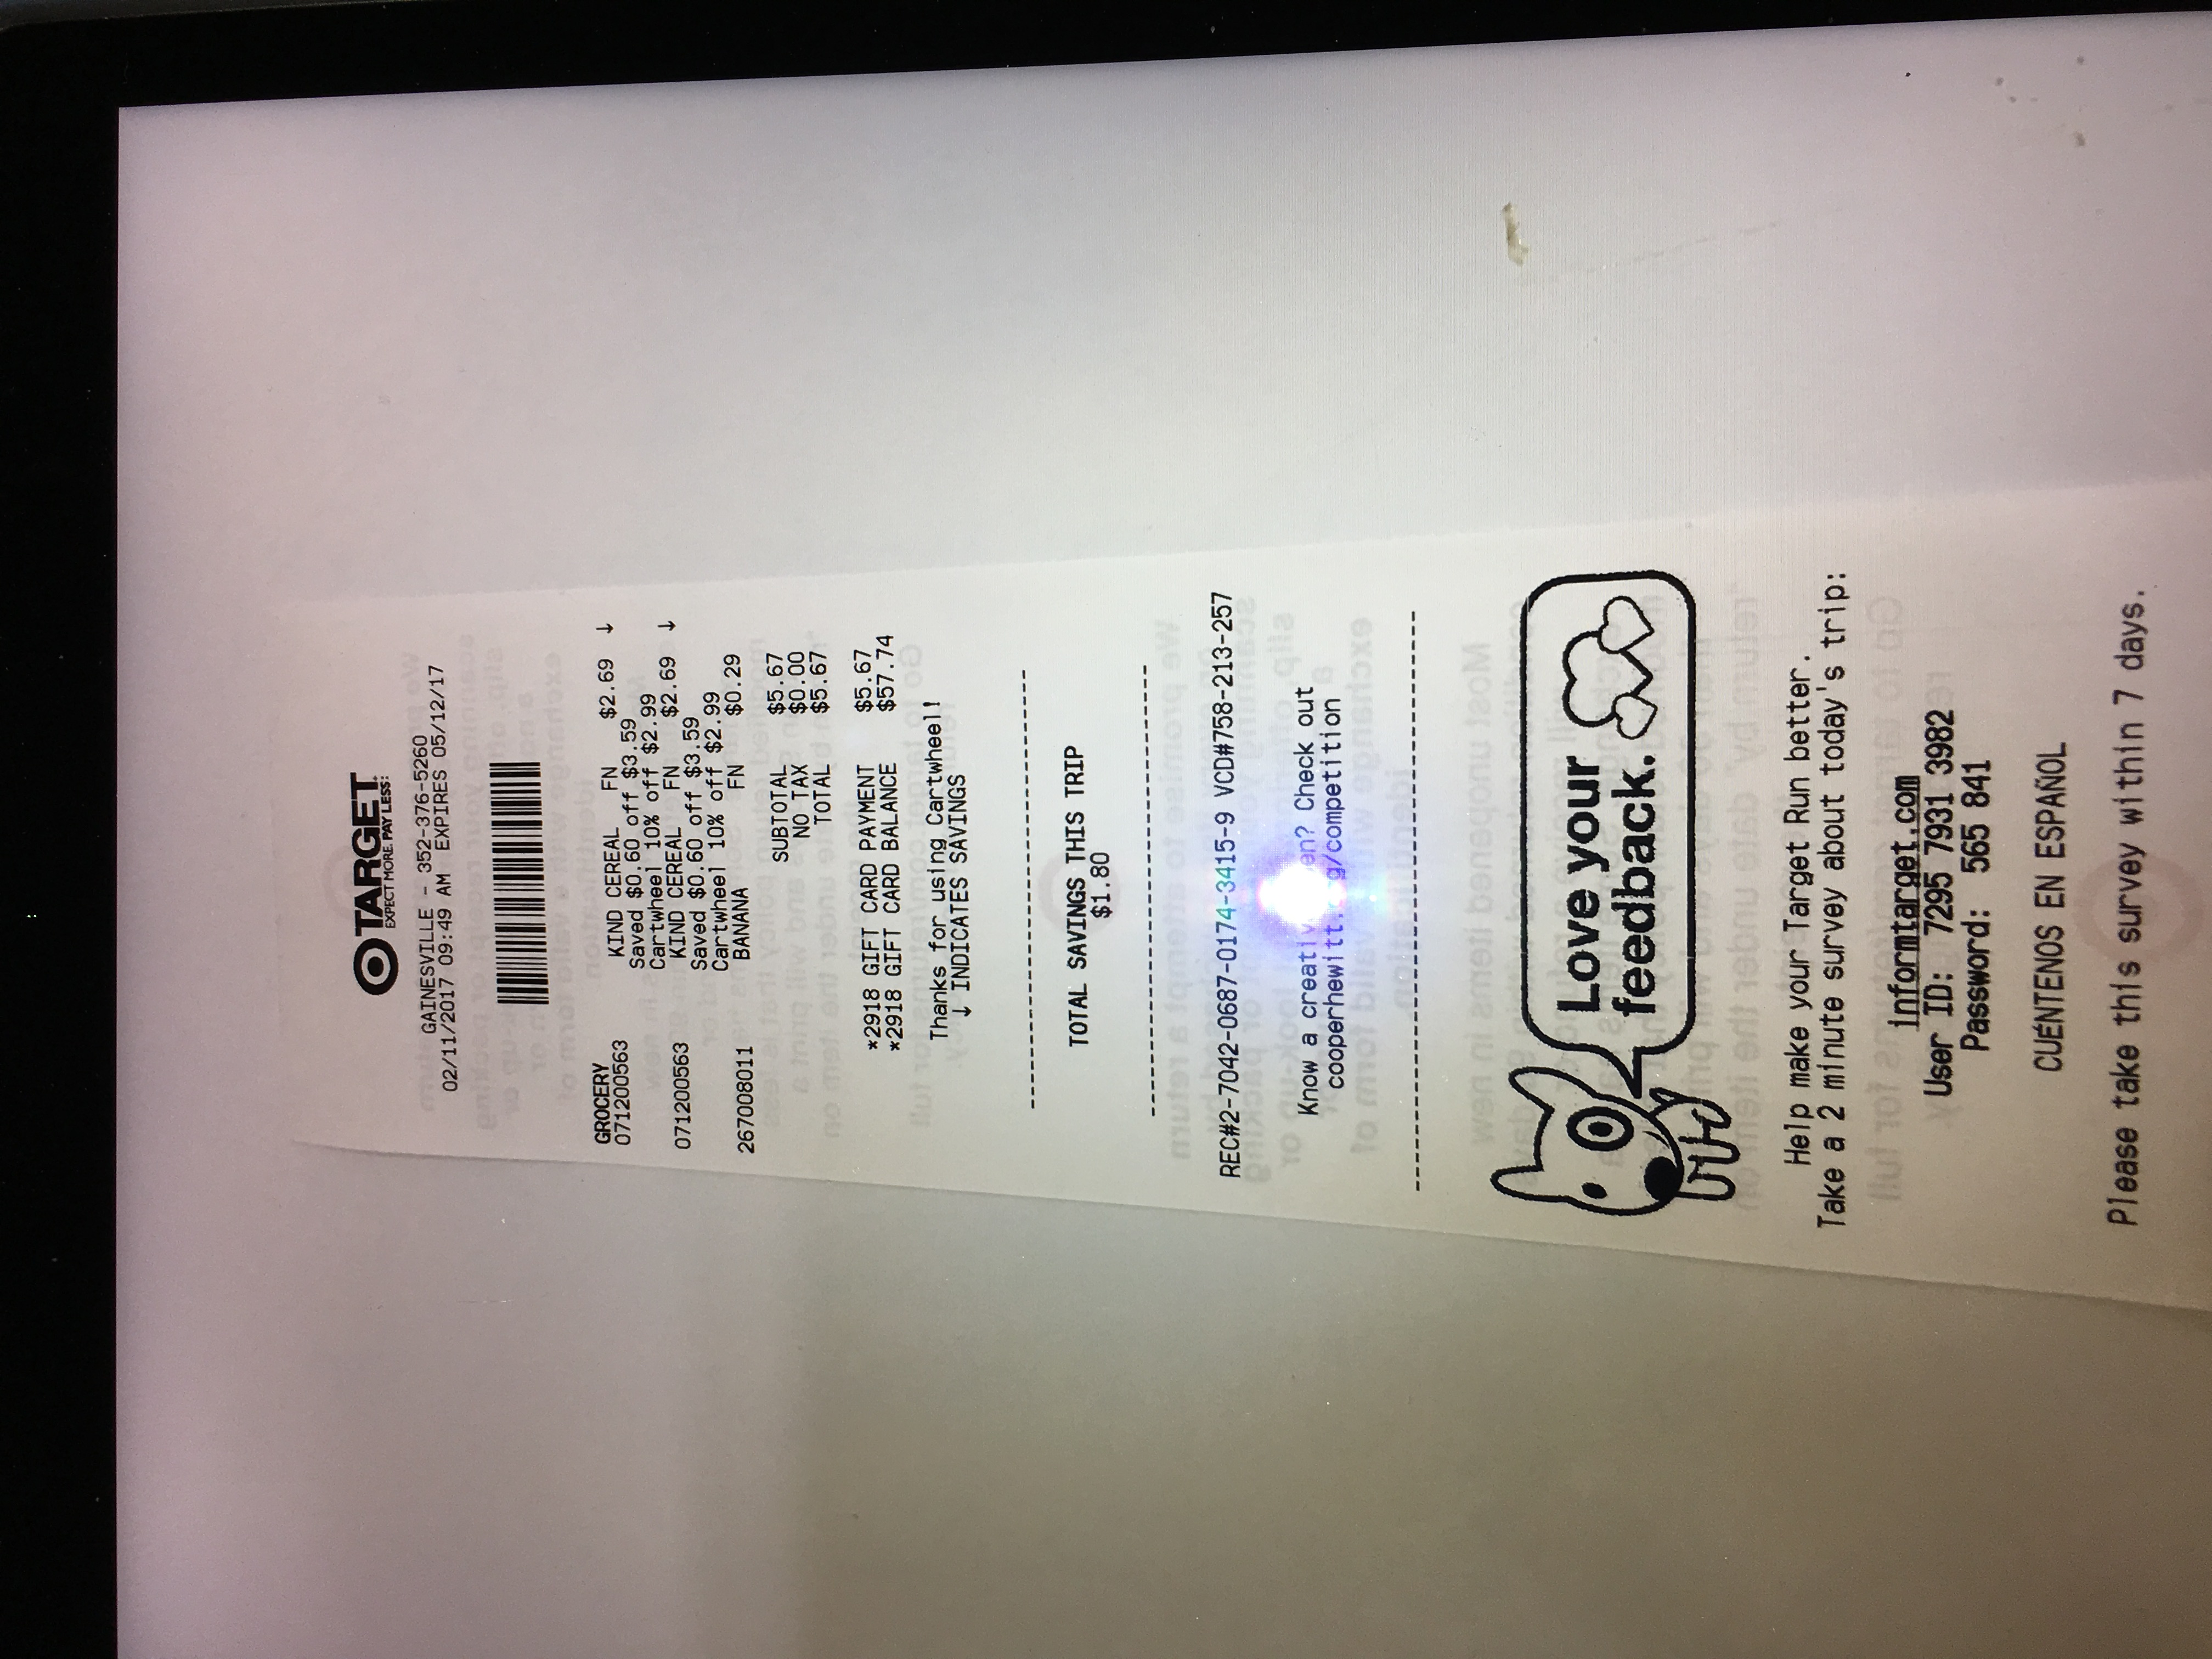 TARGET
EXPECT MORE. PAY LESS.
GAINESVILLE - 352-376-5260
02/11/2017 09:49 AM EXPIRES 05/12/17
GROCERY
071200563 KIND CEREAL FN $2.69 ↓
Saved $0.60 off $3.59
Cartwheel 10% off $2.99
071200563 KIND CEREAL FN $2.69 ↓
Saved $0.60 off $3.59
Cartwheel 10% off $2.99
267008011 BANANA FN $0.29
SUBTOTAL $5.67
NO TAX $0.00
TOTAL $5.67
*2918 GIFT CARD PAYMENT $5.67
*2918 GIFT CARD BALANCE $57.74
Thanks for using Cartwheel!
↓ INDICATES SAVINGS
TOTAL SAVINGS THIS TRIP
$1.80
REC#2-7042-0687-0174-3415-9 VCD#758-213-257
Know a Check out
cooperhewitt.org/competition
Love your
feedback.
Help make your Target Run better.
Take a 2 minute survey about today's trip:
informtarget.com
User ID: 7295 7931 3982
Password: 565 841
CUÉNTENOS EN ESPAÑOL
Please take this survey within 7 days.